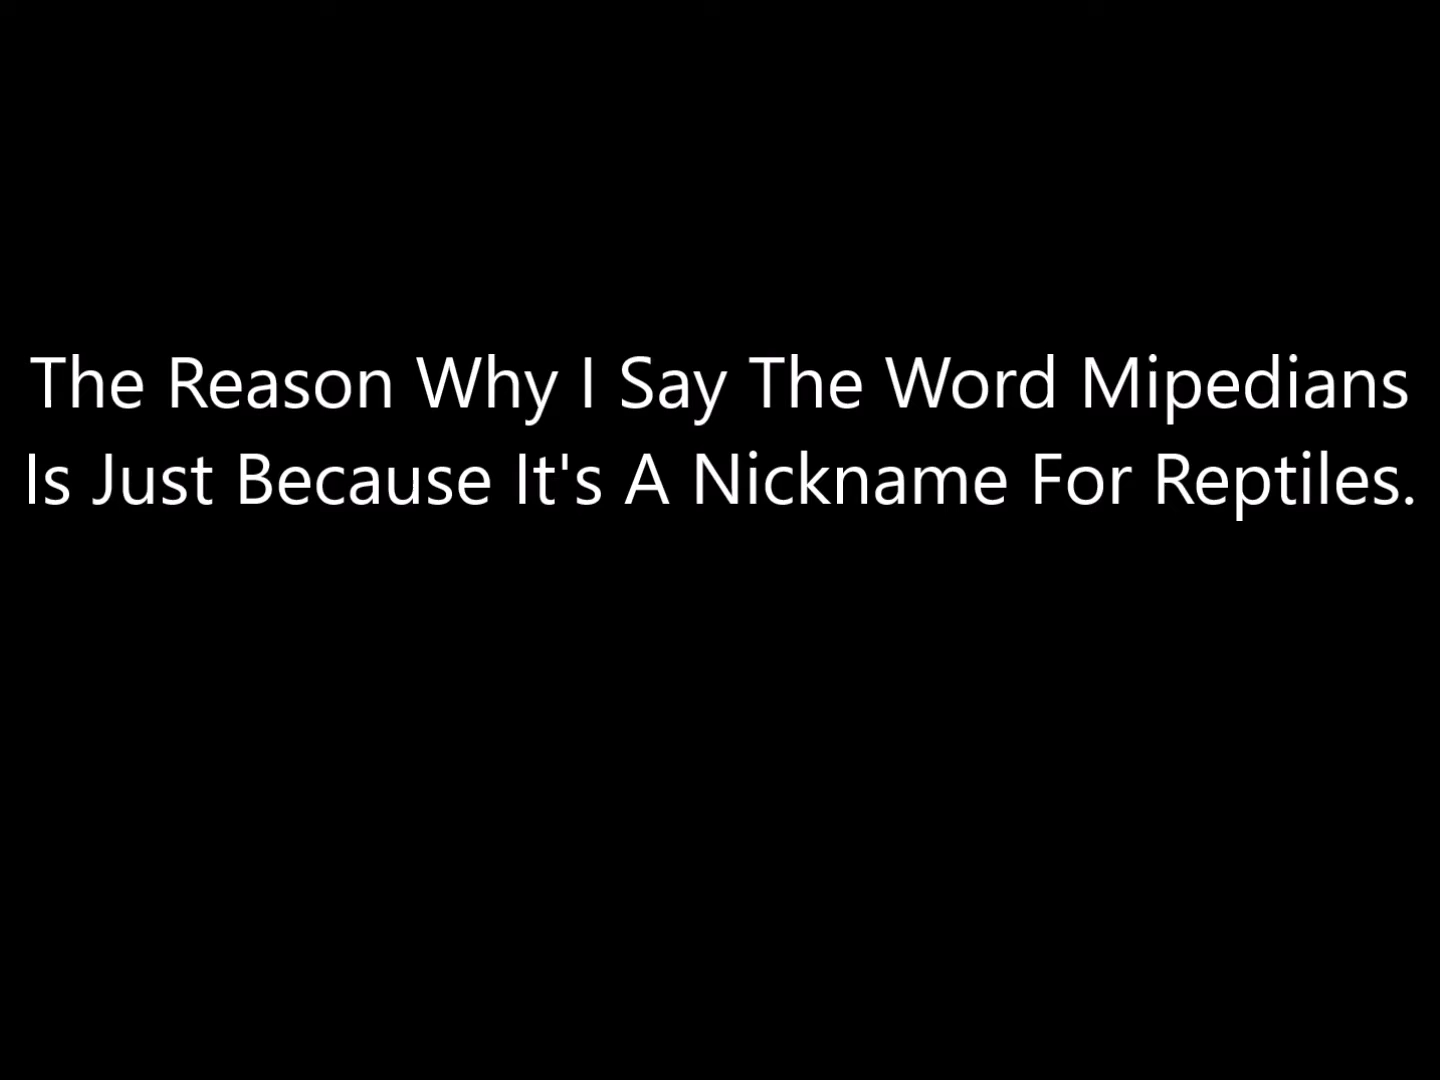 The Reason Why I Say The Word Mipedians
Is Just Because It's A Nickname For Reptiles.